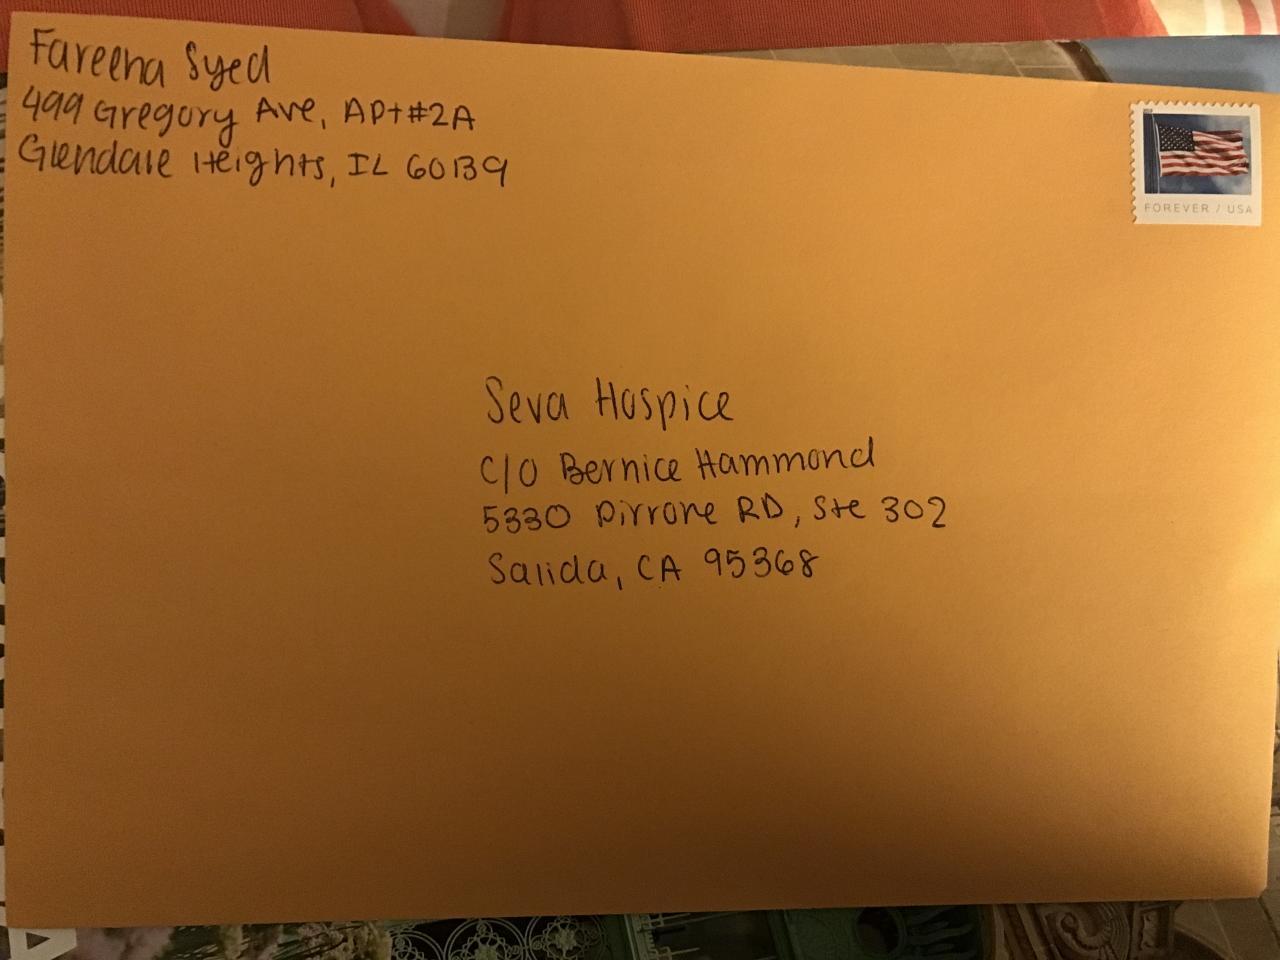 Fareeha Syed
499 Gregory Ave, APt#2A
Glendale Heights, IL 60139
FOREVER / USA
Seva Hospice
C/O Bernice Hammond
5330 Pirrone RD, Ste 302
Salida, CA 95368